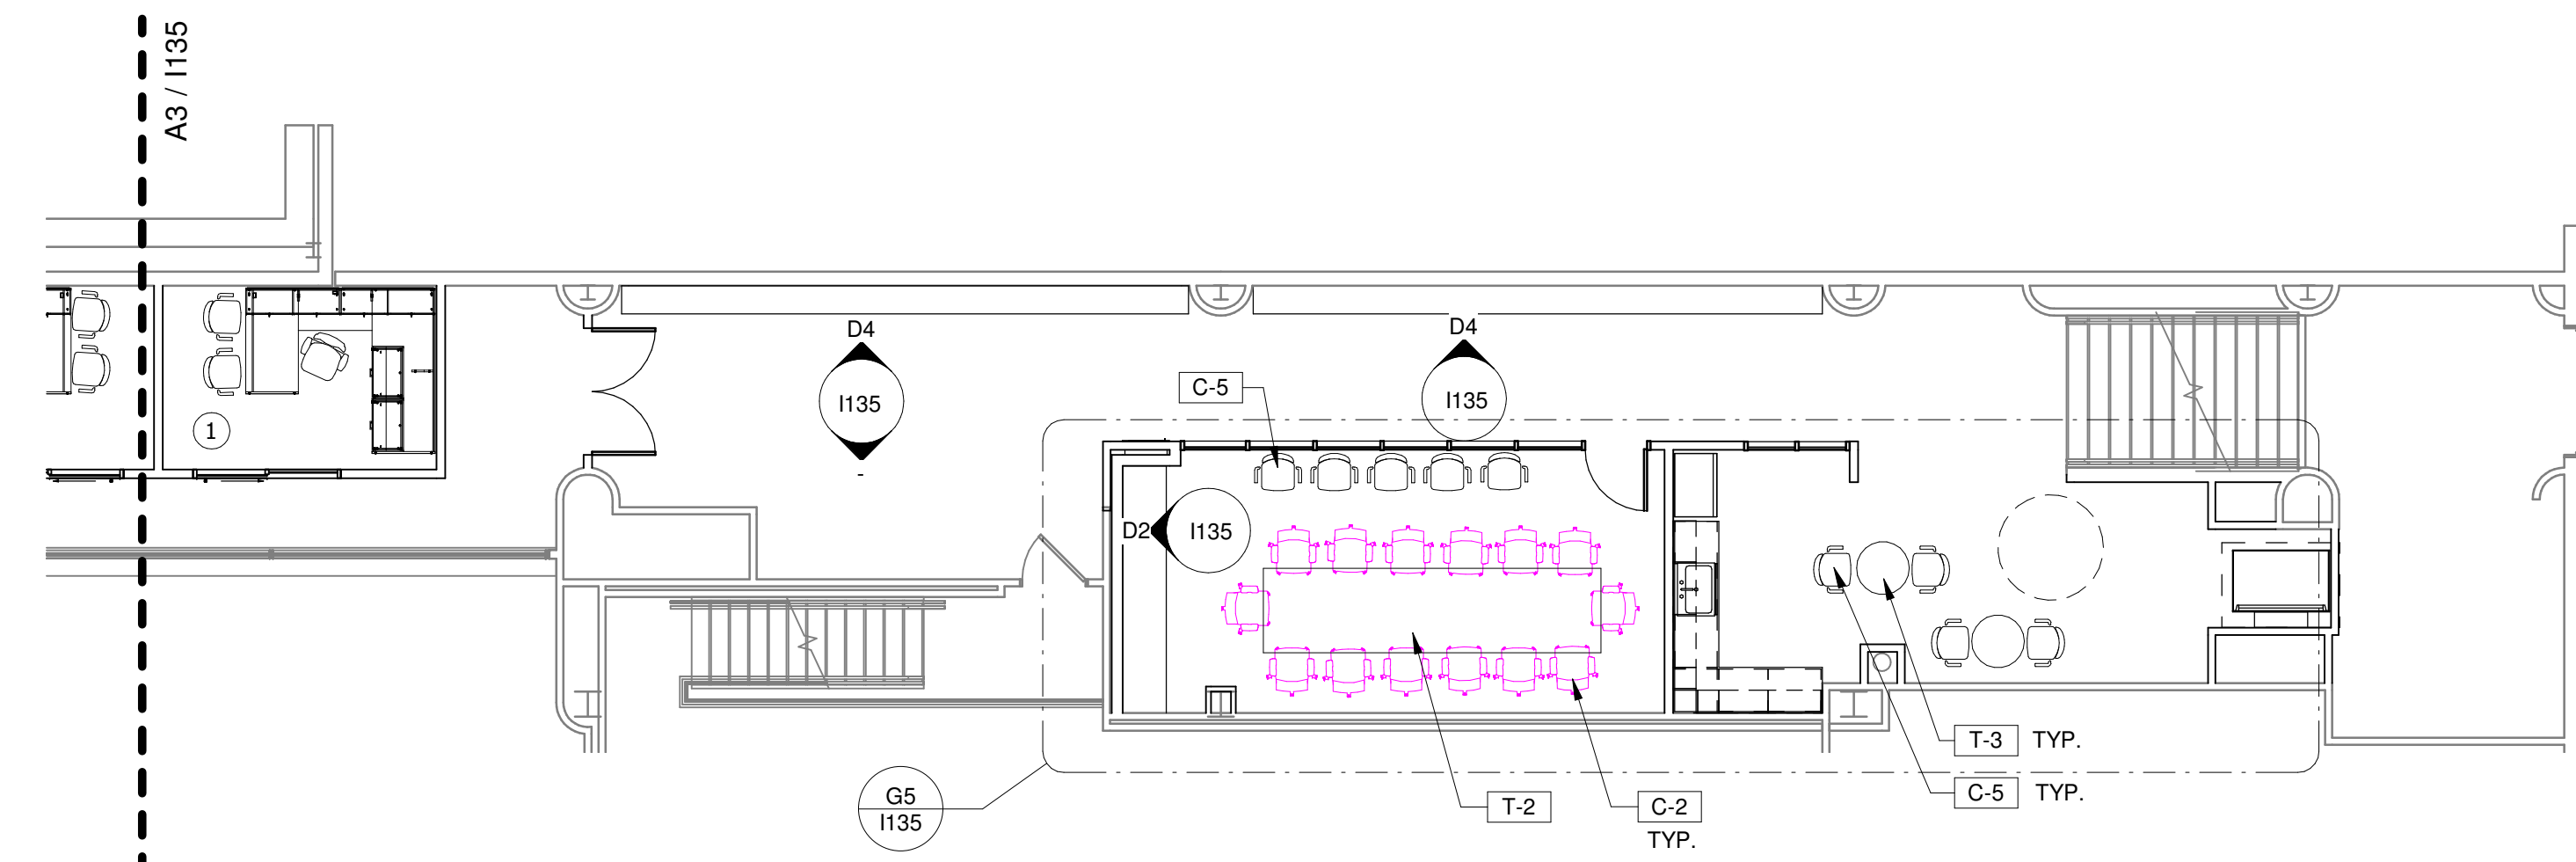 A3 / I135
D4
I135
-
D4
I135
C-5
1
D2
I135
T-3 TYP.
C-5 TYP.
G5
I135
T-2
C-2
TYP.